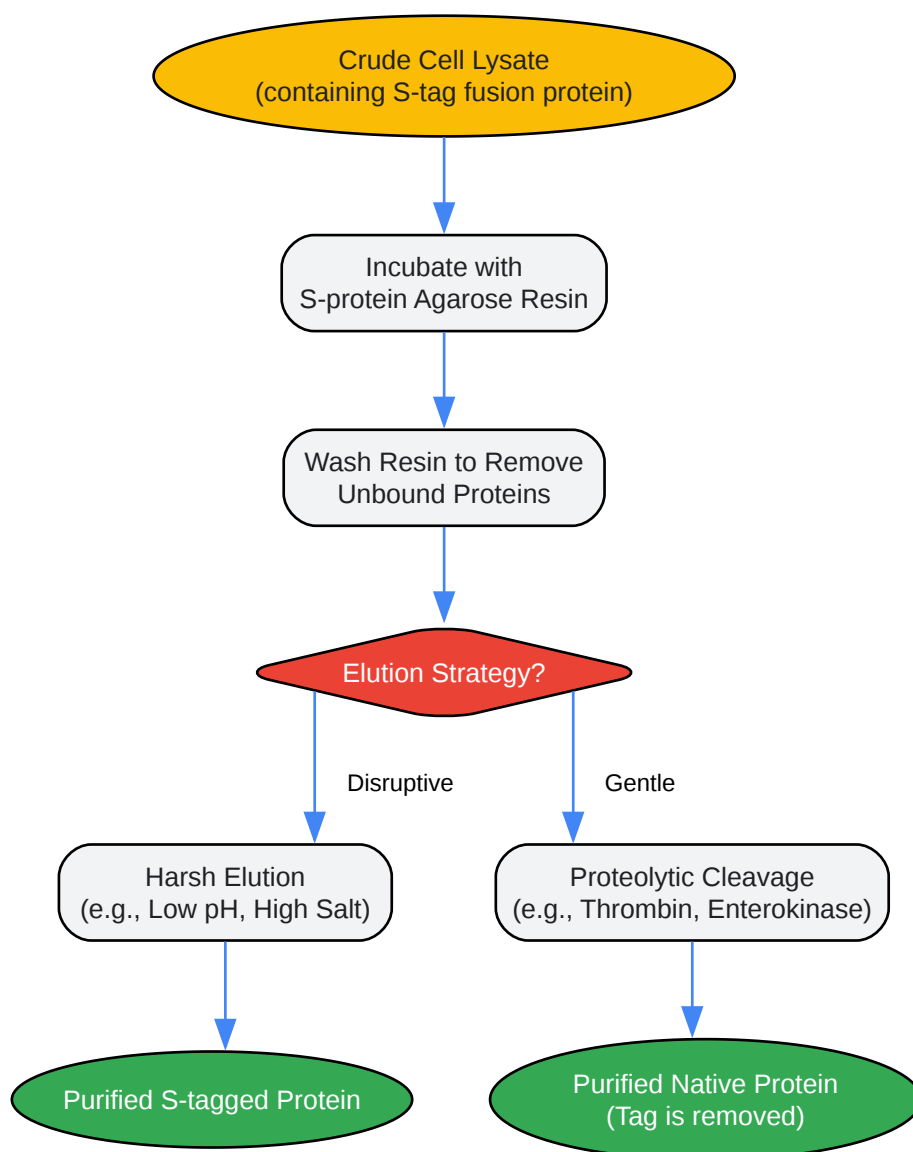 Crude Cell Lysate
(containing S-tag fusion protein)
Incubate with
S-protein Agarose Resin
Wash Resin to Remove
Unbound Proteins
Elution Strategy?
Disruptive
Gentle
Harsh Elution
(e.g., Low pH, High Salt)
Proteolytic Cleavage
(e.g., Thrombin, Enterokinase)
Purified S-tagged Protein
Purified Native Protein
(Tag is removed)